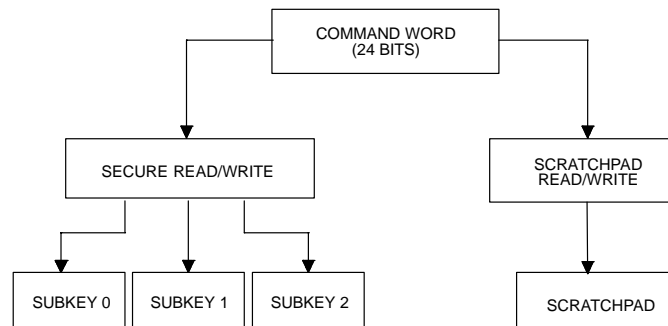 COMMAND WORD
(24 BITS)
SECURE READ/WRITE
SCRATCHPAD
READ/WRITE
SUBKEY 0
SUBKEY 1
SUBKEY 2
SCRATCHPAD